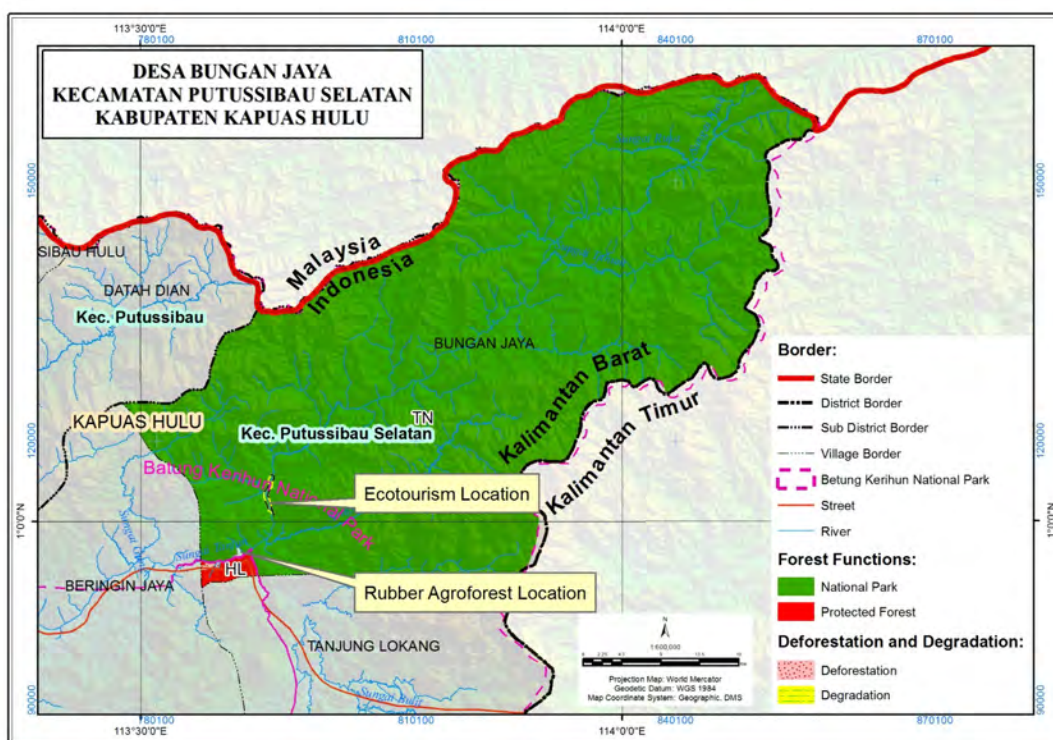 113°30'0"E
114°0'0"E
780100
810100
840100
870100
DESA BUNGAN JAYA
KECAMATAN PUTUSSIBAU SELATAN
KABUPATEN KAPUAS HULU
150000
150000
Malaysia
Indonesia
SIBAU HULU
DATAH DIAN
Kec. Putussibau
BUNGAN JAYA
Kalimantan Barat
Kalimantan Timur
KAPUAS HULU
TN
Kec. Putussibau Selatan
120000
120000
Batung Kerihun National Park
Ecotourism Location
1°0'0"N
1°0'0"N
HL
BERINGIN JAYA
Rubber Agroforest Location
TANJUNG LOKANG
Sungai Bulit
90000
90000
Border:
State Border
District Border
Sub District Border
Village Border
Betung Kerihun National Park
Street
River
Forest Functions:
National Park
Protected Forest
Deforestation and Degradation:
Deforestation
Degradation
N
1:600,000
Projection Map: World Mercator
Geodetic Datum: WGS 1984
Map Coordinate System: Geographic. DMS
113°30'0"E
114°0'0"E
780100
810100
840100
870100